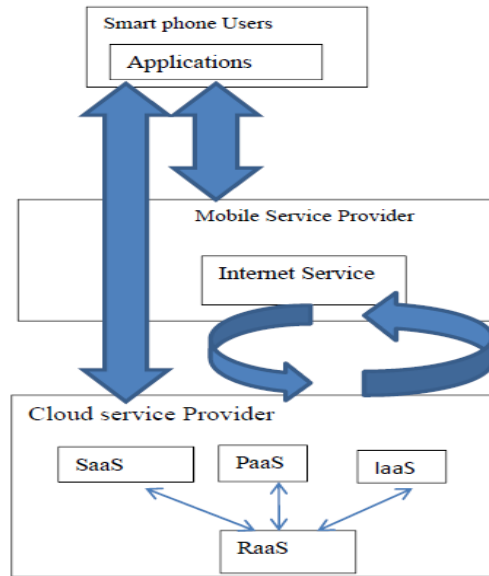 Smart phone Users
Applications
Mobile Service Provider
Internet Service
Cloud service Provider
SaaS
PaaS
IaaS
RaaS